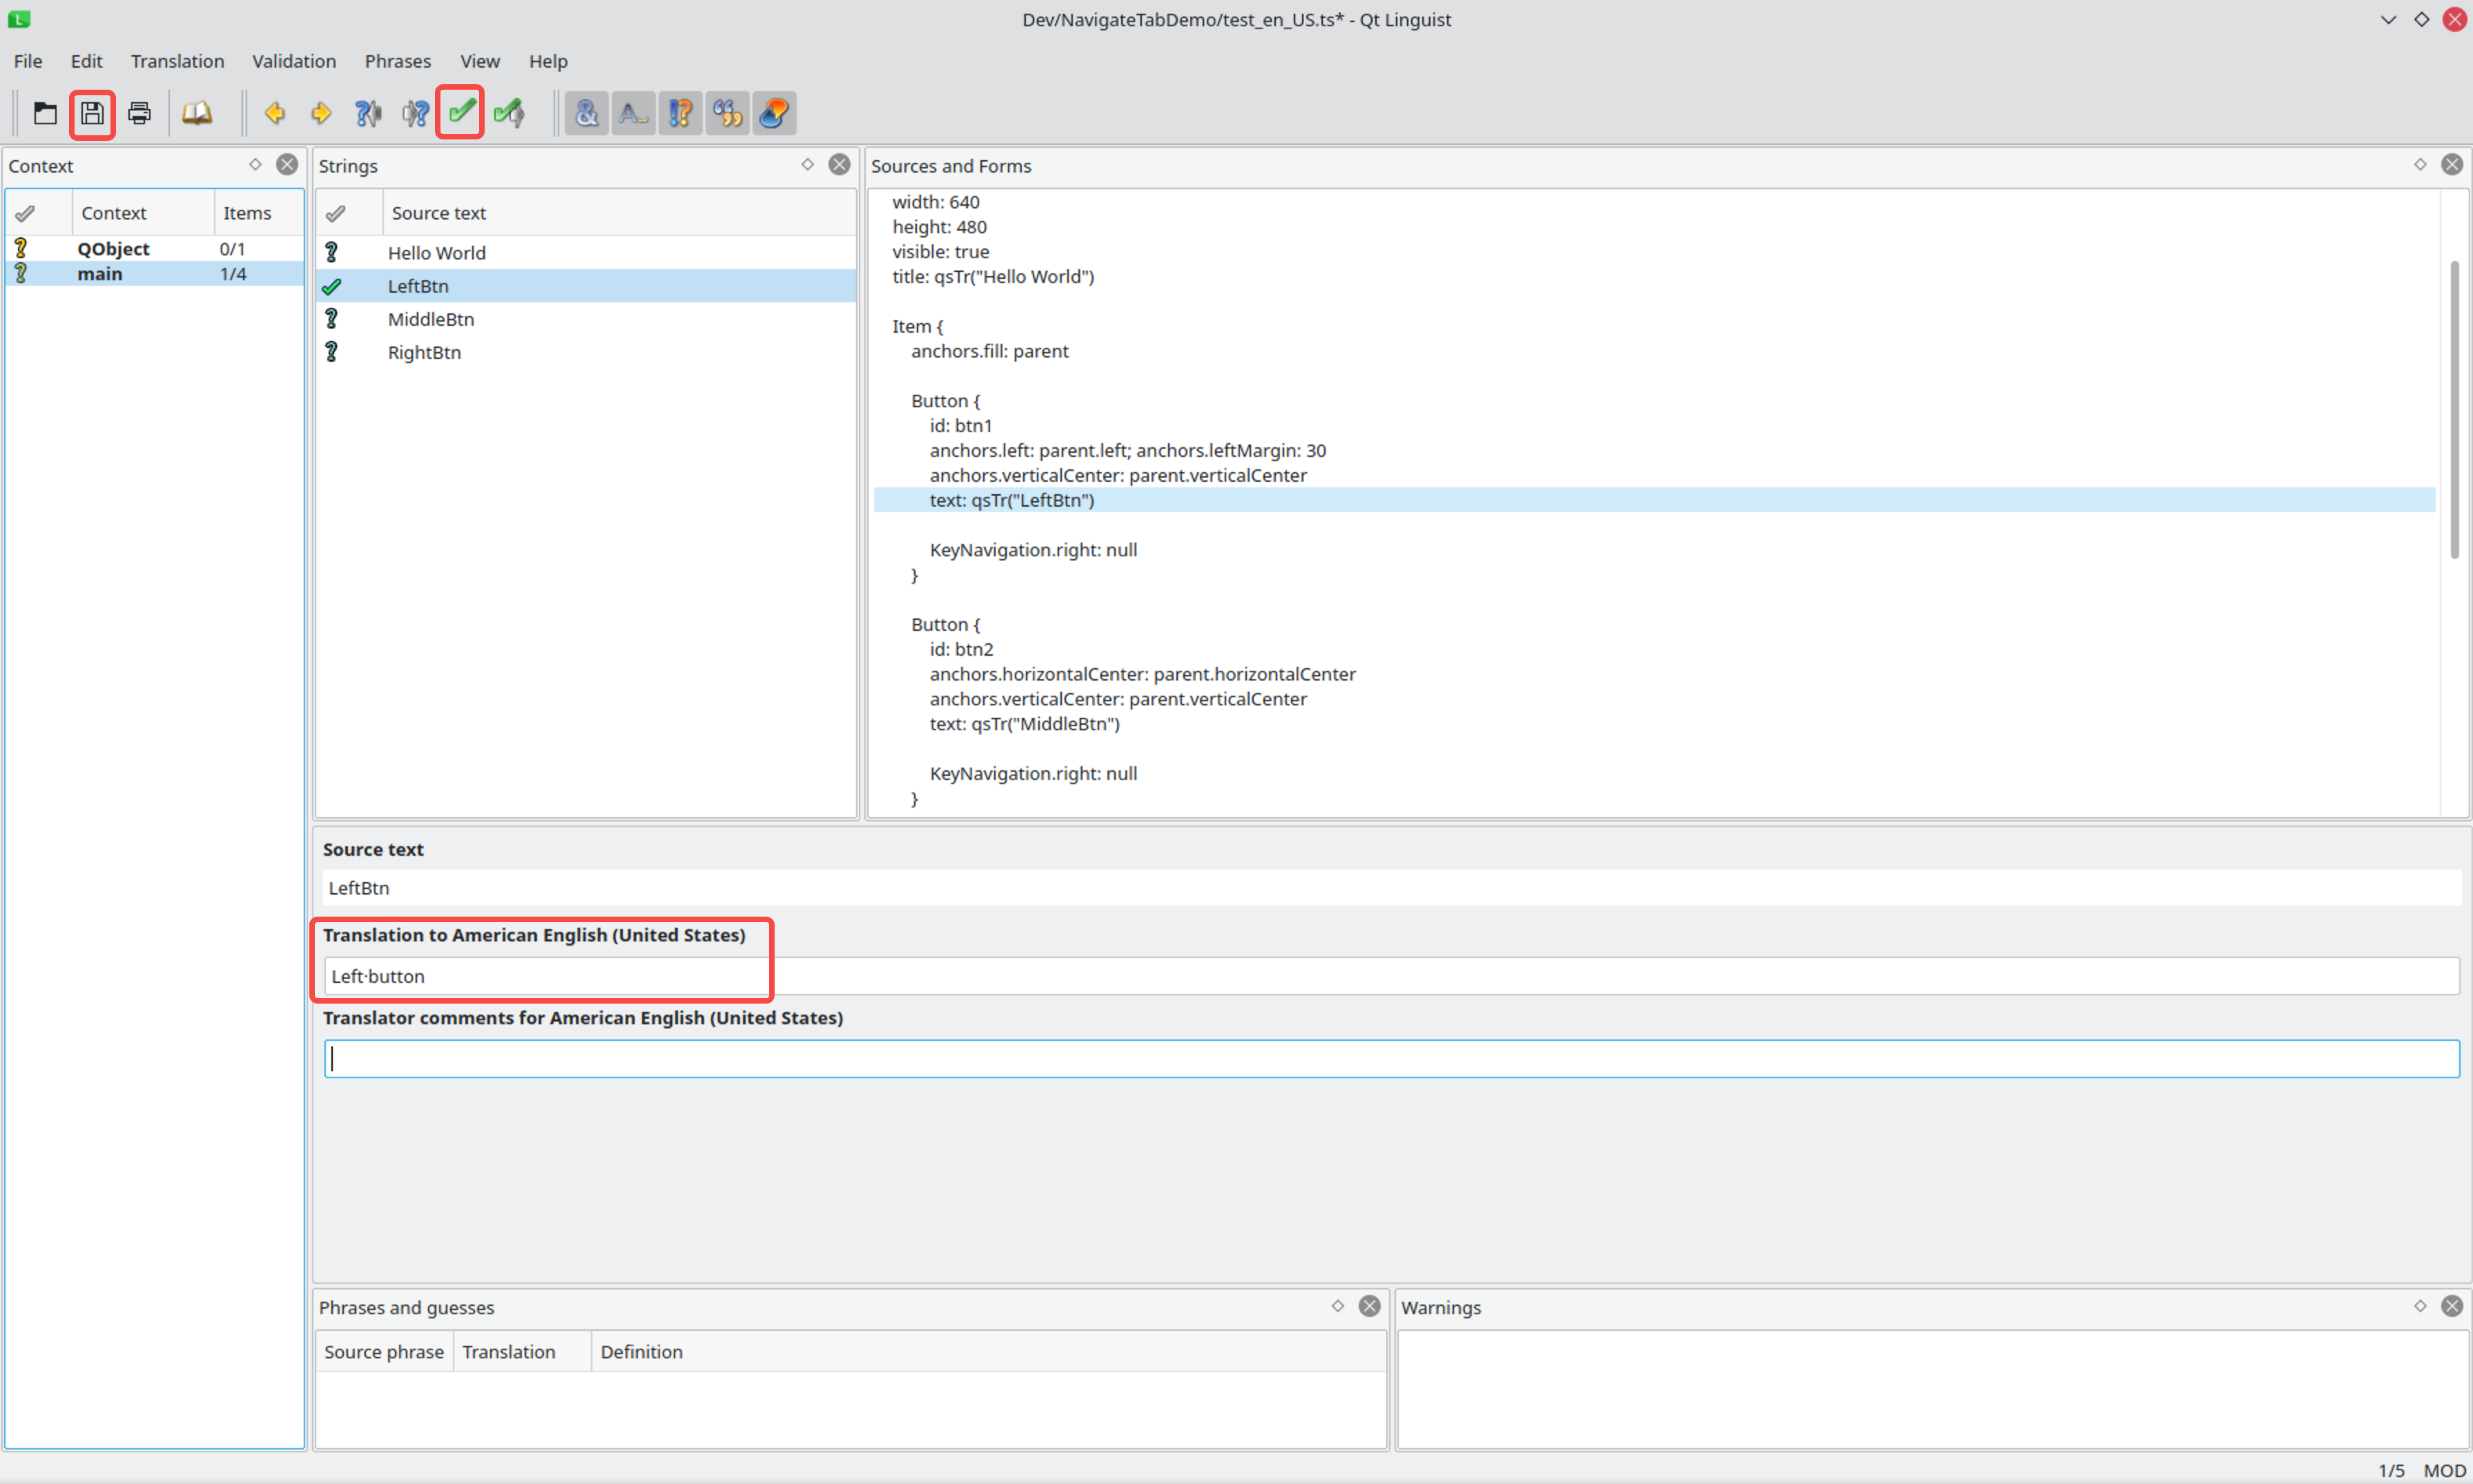 Dev/NavigateTabDemo/test_en_US.ts* - Qt Linguist
File Edit Translation Validation Phrases View Help
Context
Context Items
QObject 0/1
main 1/4
Strings
Source text
Hello World
LeftBtn
MiddleBtn
RightBtn
Sources and Forms
width: 640
height: 480
visible: true
title: qsTr("Hello World")
Item {
anchors.fill: parent
Button {
id: btn1
anchors.left: parent.left; anchors.leftMargin: 30
anchors.verticalCenter: parent.verticalCenter
text: qsTr("LeftBtn")
KeyNavigation.right: null
}
Button {
id: btn2
anchors.horizontalCenter: parent.horizontalCenter
anchors.verticalCenter: parent.verticalCenter
text: qsTr("MiddleBtn")
KeyNavigation.right: null
}
Source text
LeftBtn
Translation to American English (United States)
Left·button
Translator comments for American English (United States)
Phrases and guesses
Source phrase Translation Definition
Warnings
1/5 MOD